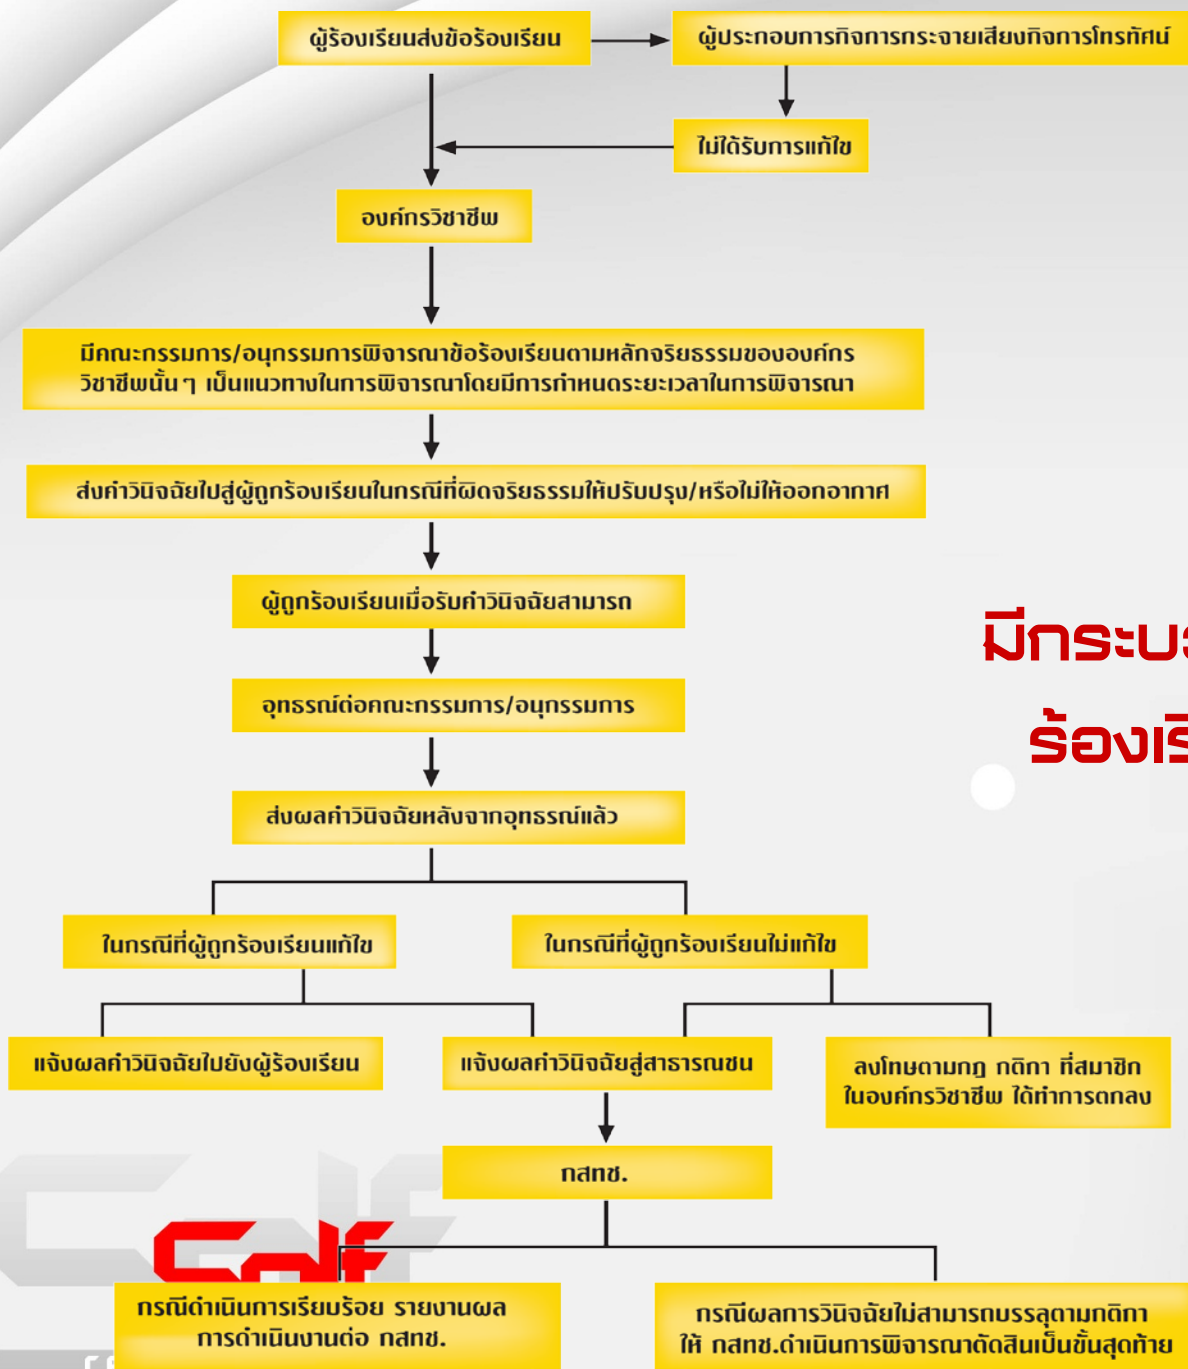 ผู้ร้องเรียนส่งข้อร้องเรียน
ผู้ประกอบการกิจการกระจายเสียงกิจการโทรทัศน์
ไม่ได้รับการแก้ไข
องค์กรวิชาชีพ
มีคณะกรรมการ/อนุกรรมการพิจารณาข้อร้องเรียนตามหลักจริยธรรมขององค์กร
วิชาชีพนั้น ๆ เป็นแนวทางในการพิจารณาโดยมีการกำหนดระยะเวลาในการพิจารณา
ส่งคำวินิจฉัยไปสู่ผู้ถูกร้องเรียนในกรณีที่ผิดจริยธรรมให้ปรับปรุง/หรือไม่ให้ออกอากาศ
ผู้ถูกร้องเรียนเมื่อรับคำวินิจฉัยสามารถ
อุทธรณ์ต่อคณะกรรมการ/อนุกรรมการ
ส่งผลคำวินิจฉัยหลังจากอุทธรณ์แล้ว
ในกรณีที่ผู้ถูกร้องเรียนแก้ไข
ในกรณีที่ผู้ถูกร้องเรียนไม่แก้ไข
แจ้งผลคำวินิจฉัยไปยังผู้ร้องเรียน
แจ้งผลคำวินิจฉัยสู่สาธารณชน
ลงโทษตามกฎ กติกา ที่สมาชิก
ในองค์กรวิชาชีพ ได้ทำการตกลง
กสทช.
กรณีดำเนินการเรียบร้อย รายงานผล
การดำเนินงานต่อ กสทช.
กรณีผลการวินิจฉัยไม่สามารถบรรลุตามกติกา
ให้ กสทช.ดำเนินการพิจารณาตัดสินเป็นขั้นสุดท้าย